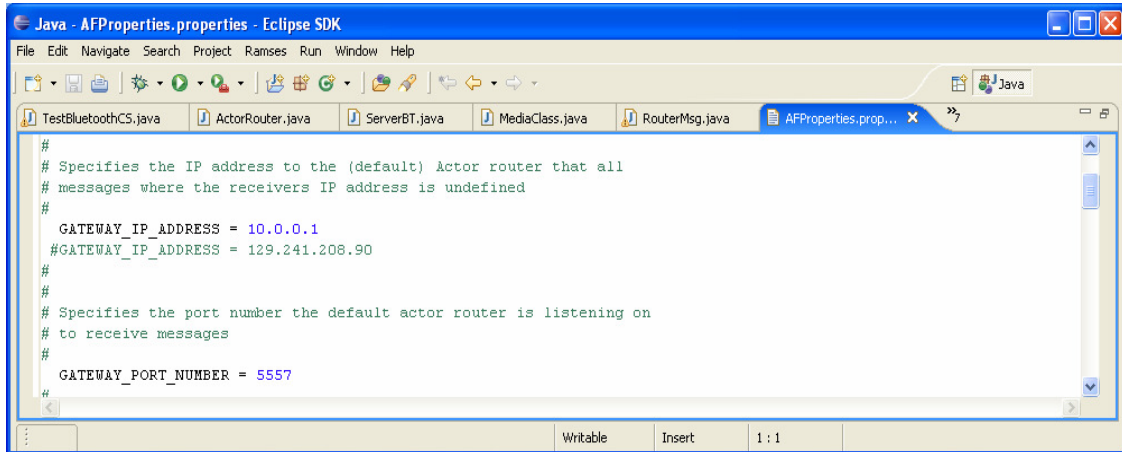 Java - AFProperties.properties - Eclipse SDK
File Edit Navigate Search Project Ramses Run Window Help
Java
TestBluetoothCS.java ActorRouter.java ServerBT.java MediaClass.java RouterMsg.java AFProperties.prop... »7
#
# Specifies the IP address to the (default) Actor router that all
# messages where the receivers IP address is undefined
#
GATEWAY_IP_ADDRESS = 10.0.0.1
#GATEWAY_IP_ADDRESS = 129.241.208.90
#
#
# Specifies the port number the default actor router is listening on
# to receive messages
#
GATEWAY_PORT_NUMBER = 5557
#
Writable Insert 1 : 1